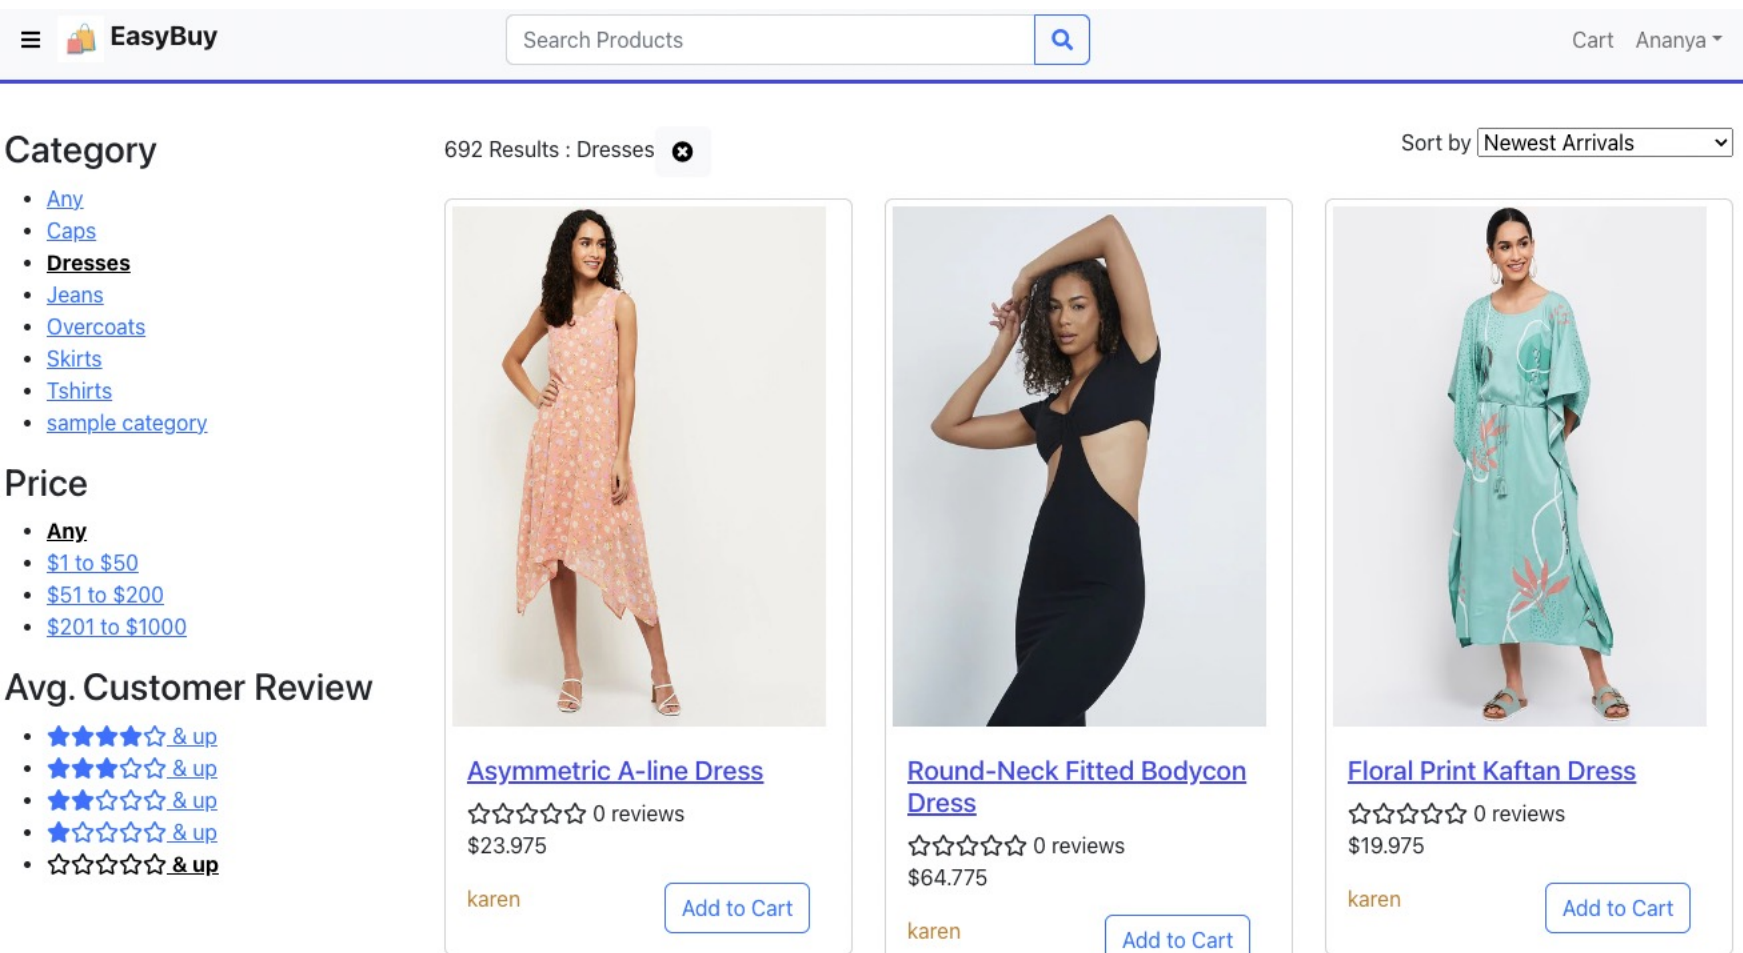 EasyBuy
Search Products
Cart Ananya
Category
Any
Caps
Dresses
Jeans
Overcoats
Skirts
Tshirts
sample category
Price
Any
$1 to $50
$51 to $200
$201 to $1000
Avg. Customer Review
& up
& up
& up
& up
& up
692 Results : Dresses
Sort by Newest Arrivals
Asymmetric A-line Dress
0 reviews
$23.975
karen
Add to Cart
Round-Neck Fitted Bodycon
Dress
0 reviews
$64.775
karen
Add to Cart
Floral Print Kaftan Dress
0 reviews
$19.975
karen
Add to Cart